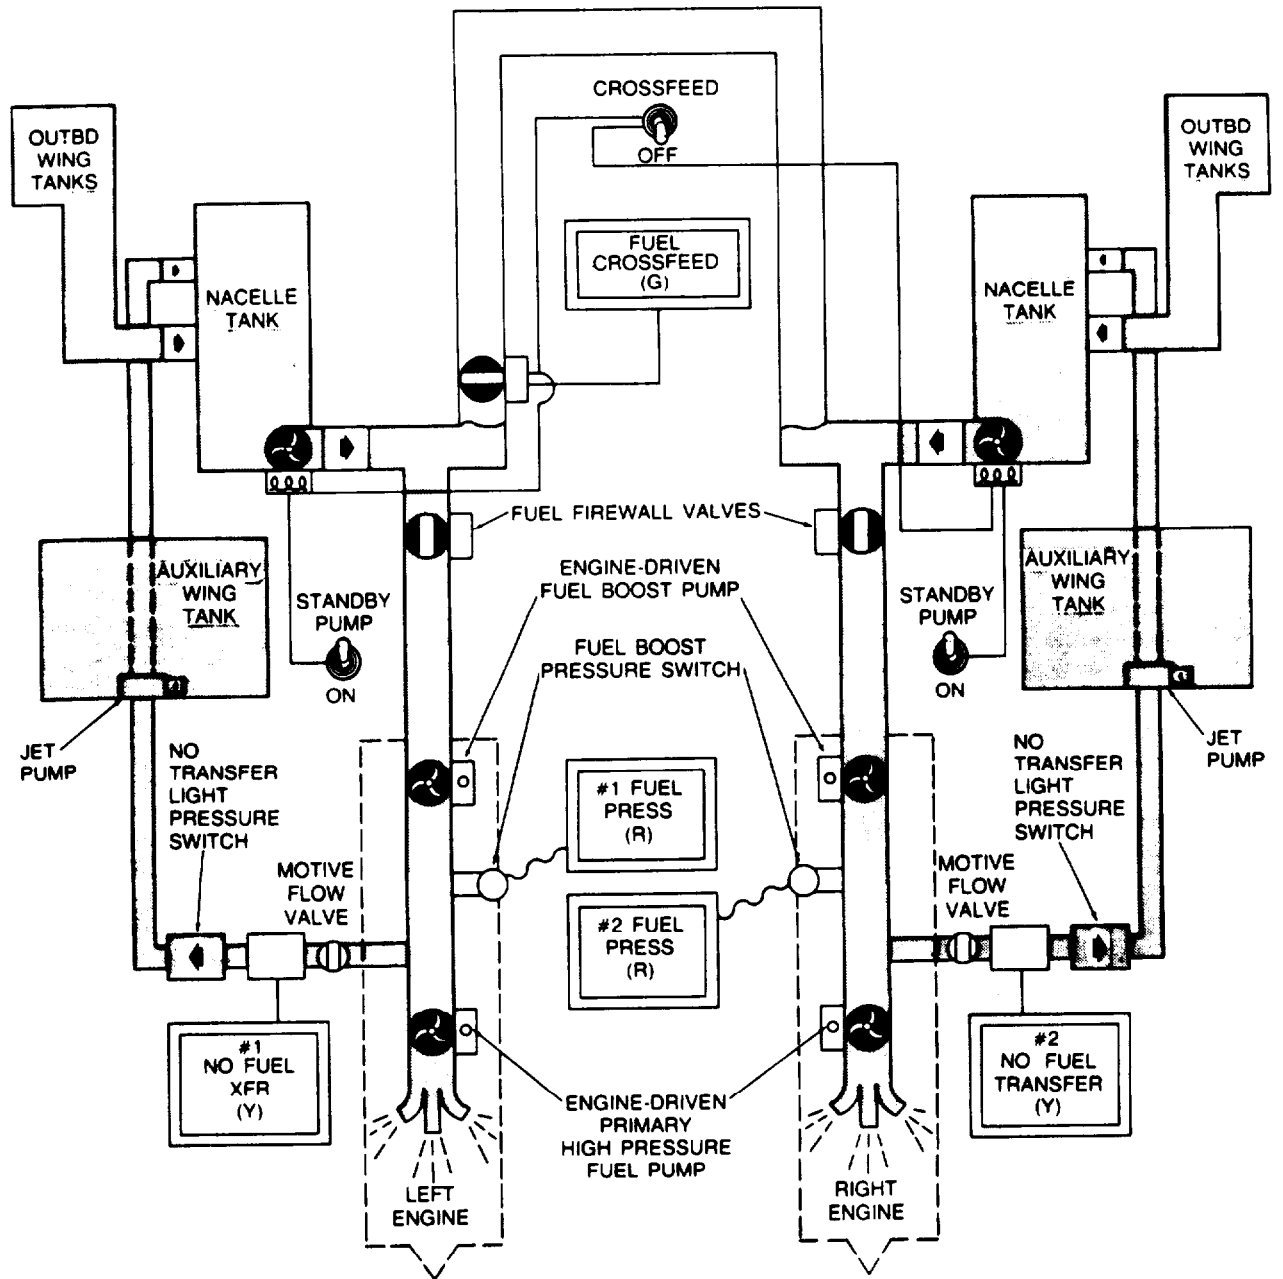 CROSSFEED
OFF
OUTBD
WING
TANKS
OUTBD
WING
TANKS
FUEL
CROSSFEED
(G)
NACELLE
TANK
NACELLE
TANK
FUEL FIREWALL VALVES
AUXILIARY
WING
TANK
STANDBY
PUMP
ON
ENGINE-DRIVEN
FUEL BOOST PUMP
FUEL BOOST
PRESSURE SWITCH
STANDBY
PUMP
ON
AUXILIARY
WING
TANK
JET
PUMP
NO
TRANSFER
LIGHT
PRESSURE
SWITCH
#1 FUEL
PRESS
(R)
NO
TRANSFER
LIGHT
PRESSURE
SWITCH
JET
PUMP
MOTIVE
FLOW
VALVE
#2 FUEL
PRESS
(R)
MOTIVE
FLOW
VALVE
#1
NO FUEL
XFR
(Y)
#2
NO FUEL
TRANSFER
(Y)
ENGINE-DRIVEN
PRIMARY
HIGH PRESSURE
FUEL PUMP
LEFT
ENGINE
RIGHT
ENGINE